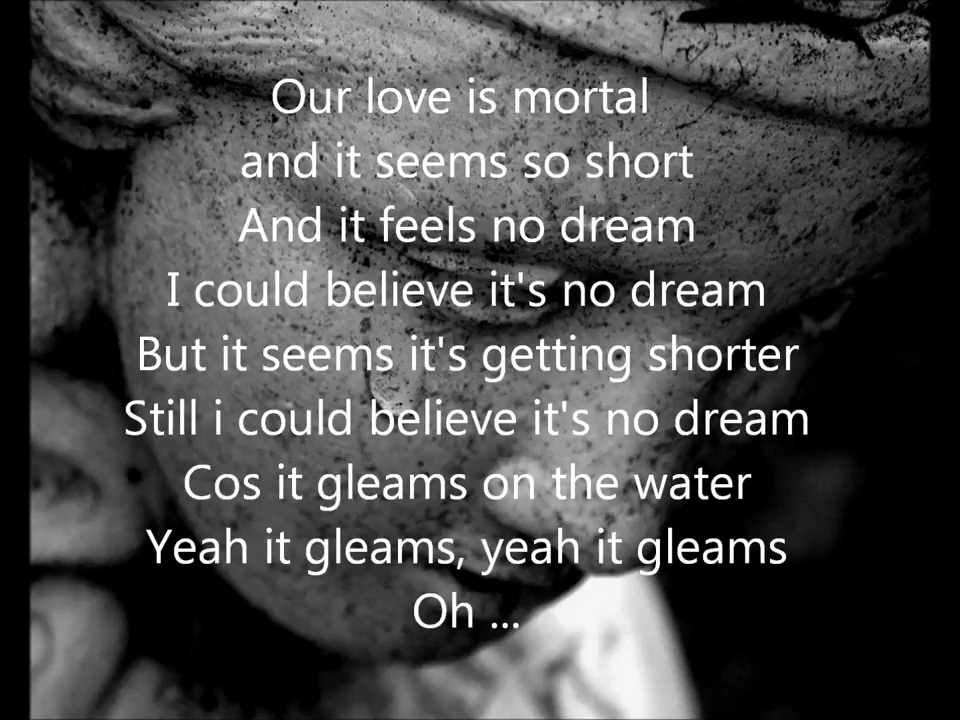 Our love is mortal
and it seems so short
And it feels no dream
I could believe it's no dream
But it seems it's getting shorter
Still i could believe it's no dream
Cos it gleams on the water
Yeah it gleams, yeah it gleams
Oh ...